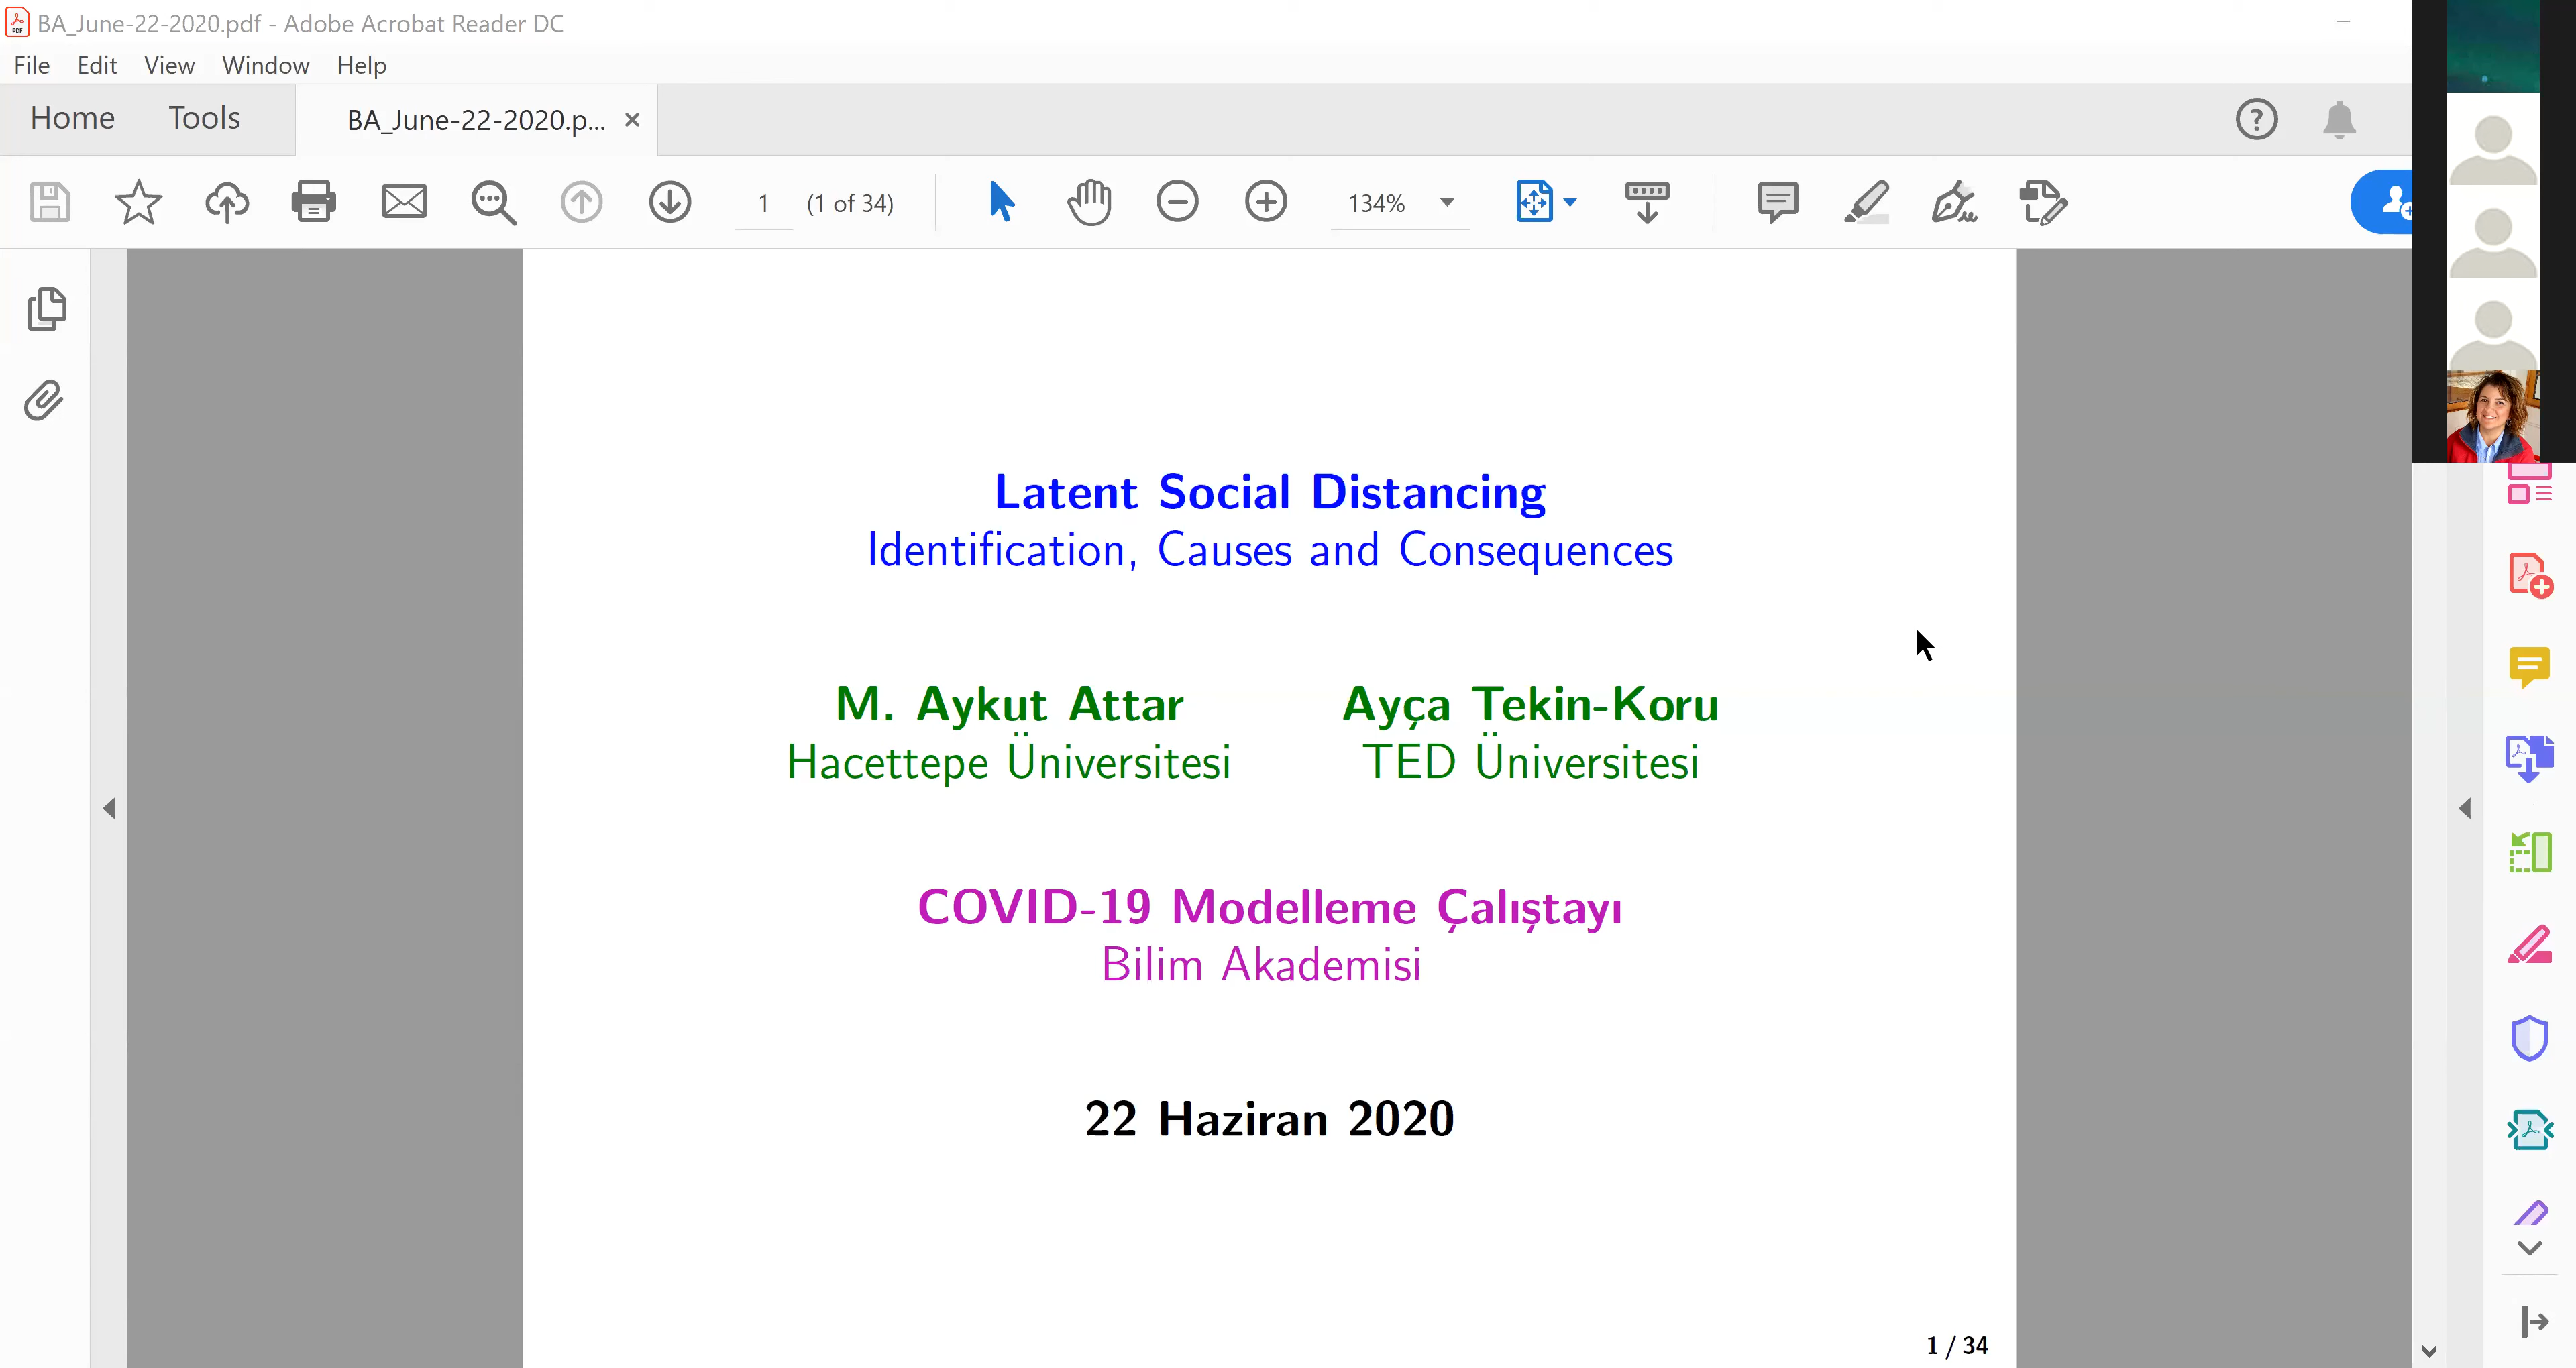 BA_June-22-2020.pdf - Adobe Acrobat Reader DC
File Edit View Window Help
Home Tools BA_June-22-2020.p...
1 (1 of 34) 134%
Latent Social Distancing
Identification, Causes and Consequences
M. Aykut Attar Ayça Tekin-Koru
Hacettepe Üniversitesi TED Üniversitesi
COVID-19 Modelleme Çalıştayı
Bilim Akademisi
22 Haziran 2020
1 / 34